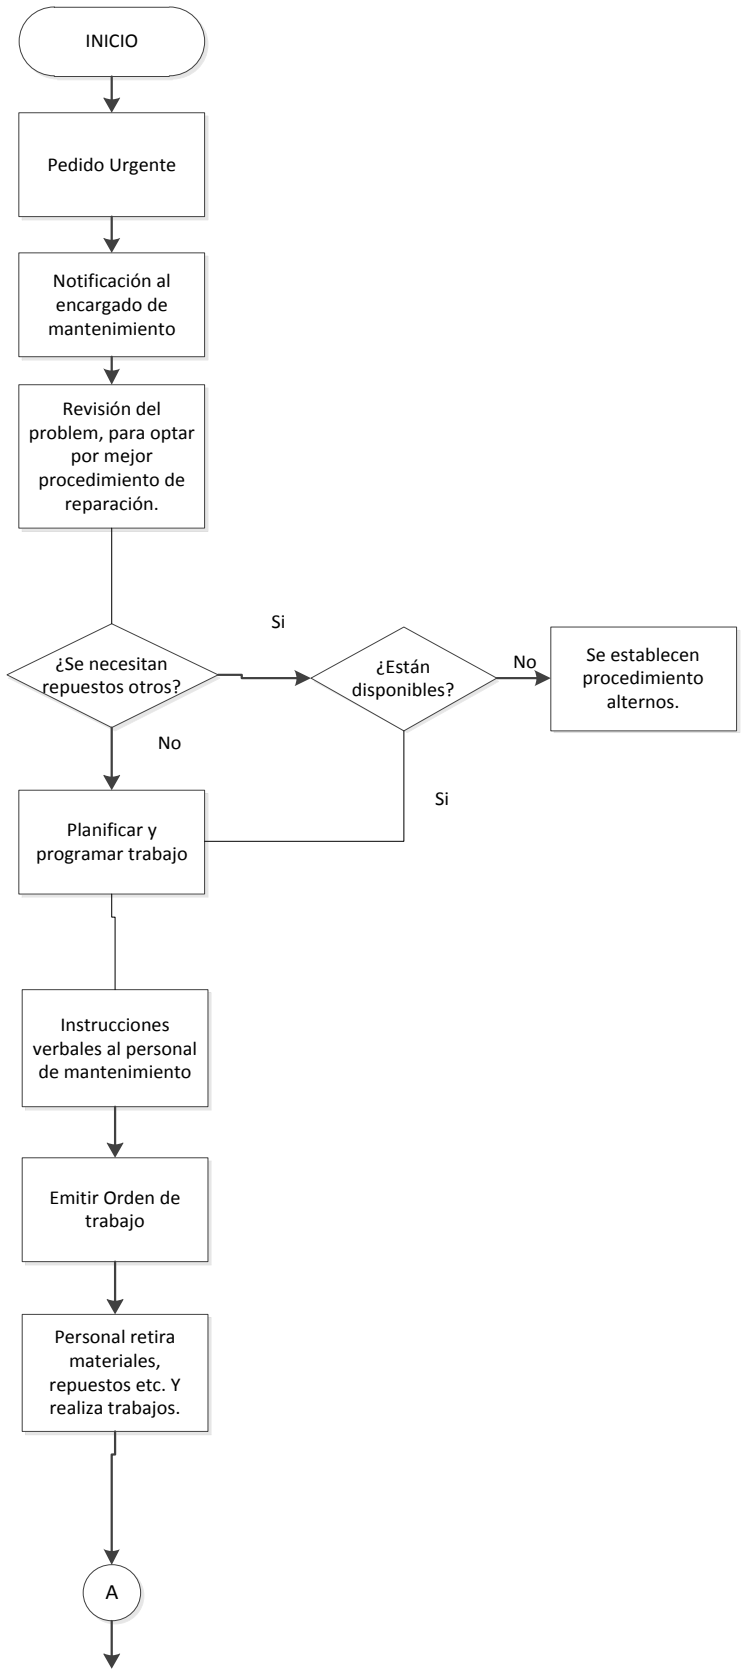 INICIO
Pedido Urgente
Notificación al
encargado de
mantenimiento
Revisión del
problem, para optar
por mejor
procedimiento de
reparación.
Si
¿Se necesitan
repuestos otros?
¿Están
disponibles?
No
Se establecen
procedimiento
alternos.
No
Si
Planificar y
programar trabajo
Instrucciones
verbales al personal
de mantenimiento
Emitir Orden de
trabajo
Personal retira
materiales,
repuestos etc. Y
realiza trabajos.
A